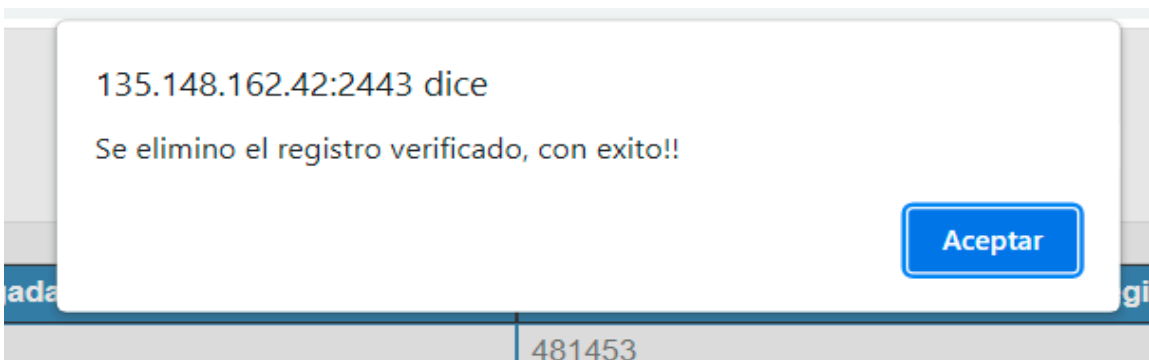 135.148.162.42:2443 dice
Se elimino el registro verificado, con exito!!
Aceptar
481453